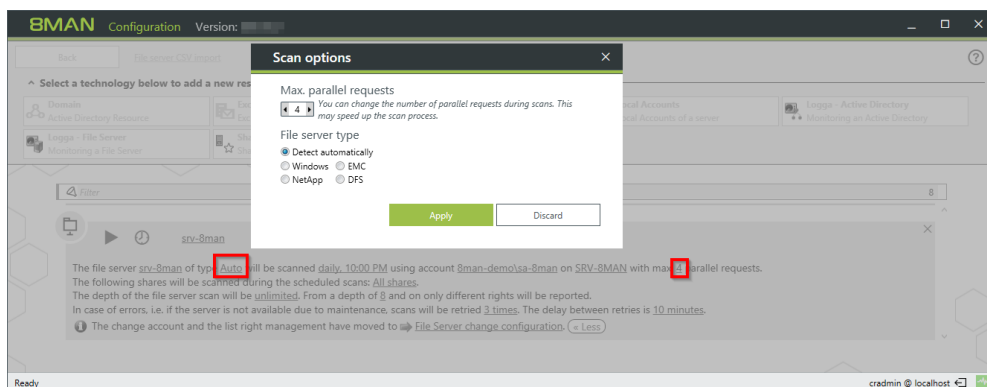 8MAN Configuration Version:
Back File server CSV export
Select a technology below to add a new res
Domain
Active Directory Resource
Logga - File Server
Monitoring a File Server
Local Accounts
Local Accounts of a server
Logga - Active Directory
Monitoring an Active Directory
Scan options
Max. parallel requests
4 You can change the number of parallel requests during scans. This
may speed up the scan process.
File server type
Detect automatically
Windows EMC
NetApp DFS
Apply Discard
Filter 8
srv-8man
The file server srv-8man of type Auto will be scanned daily, 10:00 PM using account 8man-demo\sa-8man on SRV-8MAN with max. 4 parallel requests.
The following shares will be scanned during the scheduled scans: All shares.
The depth of the file server scan will be unlimited. From a depth of 8 and on only different rights will be reported.
In case of errors, i.e. if the server is not available due to maintenance, scans will be retried 3 times. The delay between retries is 10 minutes.
The change account and the list right management have moved to File Server change configuration. (« Less)
Ready cradmin @ localhost